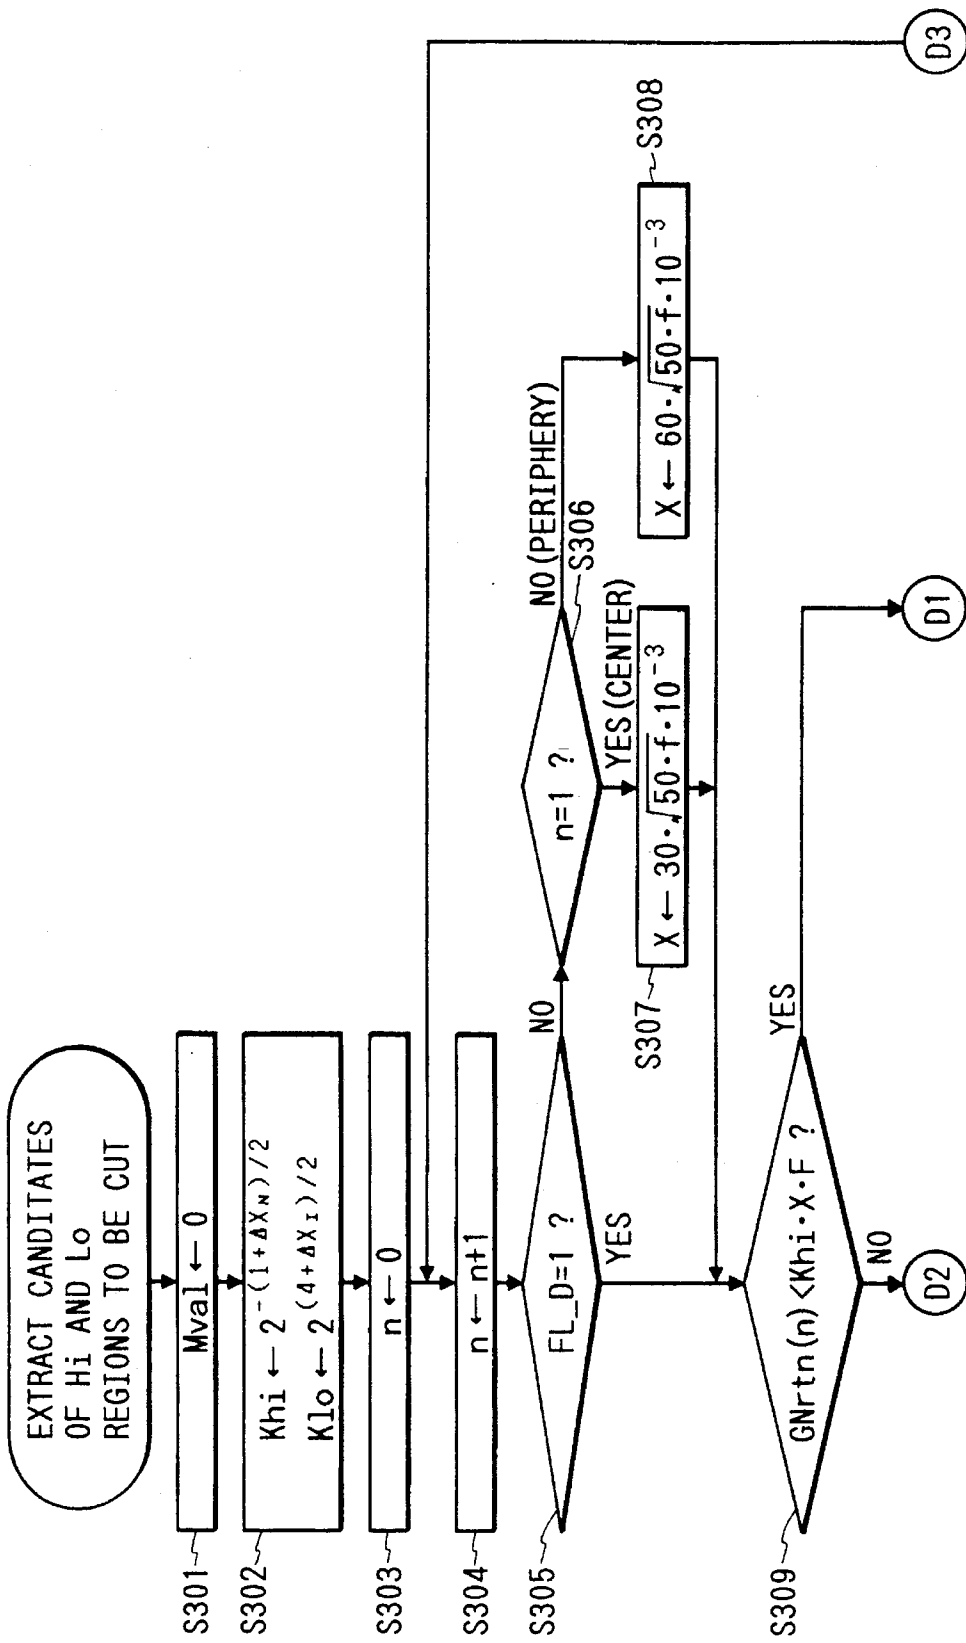 EXTRACT CANDITATES
OF Hi AND Lo
REGIONS TO BE CUT
S301
Mval ← 0
S302
Khi ← 2^-(1+ΔX_N)/2
Klo ← 2^(4+ΔX_I)/2
S303
n ← 0
S304
n ← n+1
S305
FL_D=1 ?
NO
YES
n=1 ?
S306
NO(PERIPHERY)
YES(CENTER)
S307
X ← 30·√50·f·10^-3
S308
X ← 60·√50·f·10^-3
S309
GNrtn(n)<Khi·X·F ?
YES
NO
D2
D1
D3